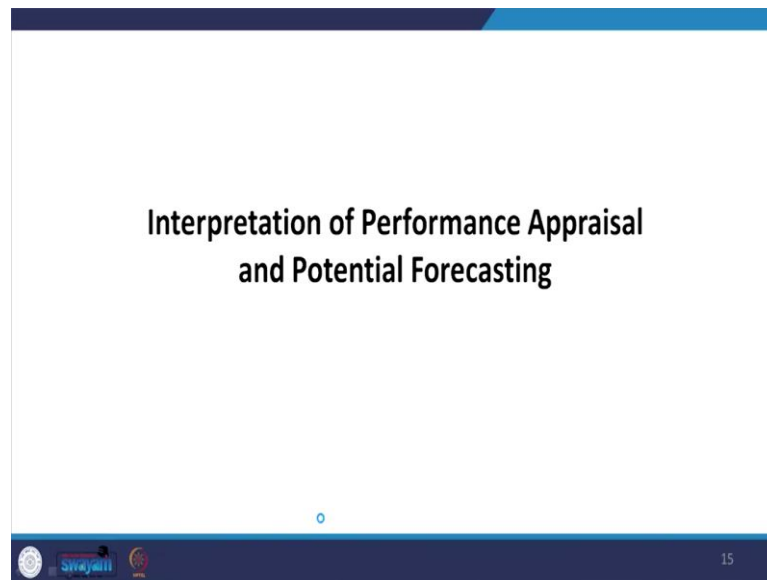 Interpretation of Performance Appraisal
and Potential Forecasting
swayam
15